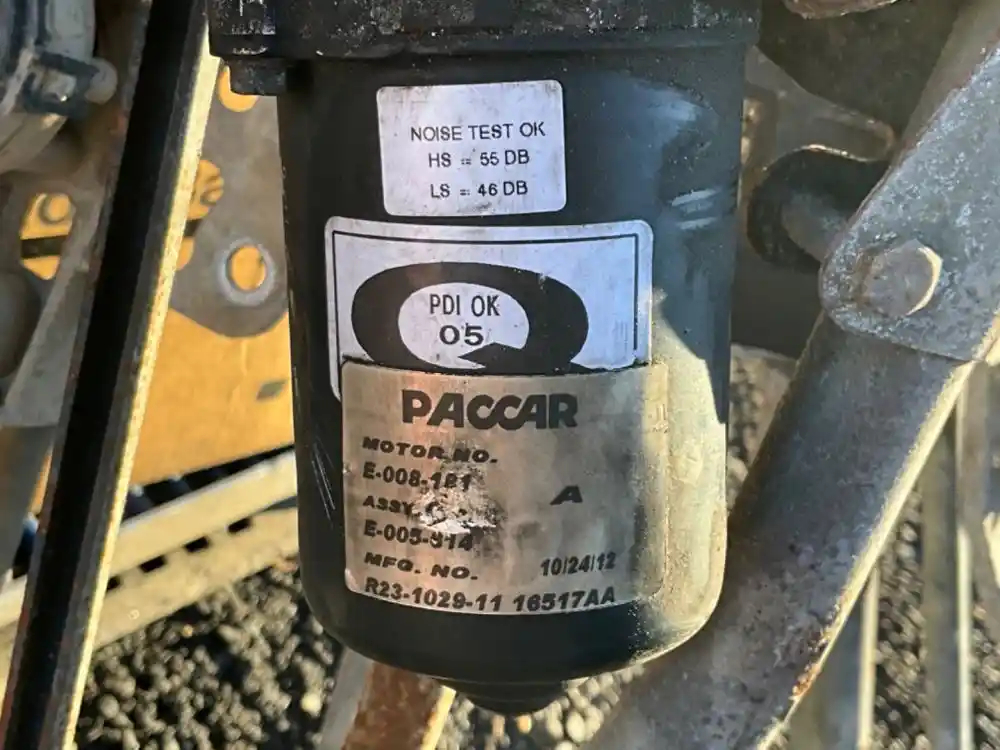 NOISE TEST OK
HS = 55 DB
LS = 46 DB
PDI OK
05
PACCAR
MOTOR NO.
A
ASSY.
MFG. NO.
10/24/12
R23-1029-11 16517AA